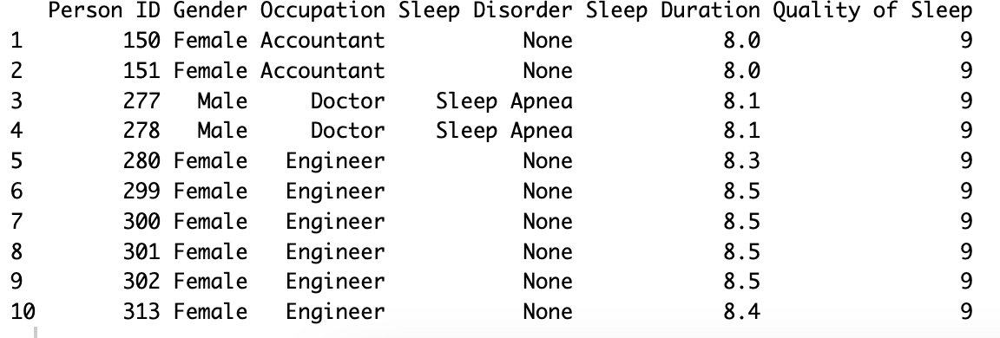 Person ID Gender Occupation Sleep Disorder Sleep Duration Quality of Sleep
1 150 Female Accountant None 8.0 9
2 151 Female Accountant None 8.0 9
3 277 Male Doctor Sleep Apnea 8.1 9
4 278 Male Doctor Sleep Apnea 8.1 9
5 280 Female Engineer None 8.3 9
6 299 Female Engineer None 8.5 9
7 300 Female Engineer None 8.5 9
8 301 Female Engineer None 8.5 9
9 302 Female Engineer None 8.5 9
10 313 Female Engineer None 8.4 9